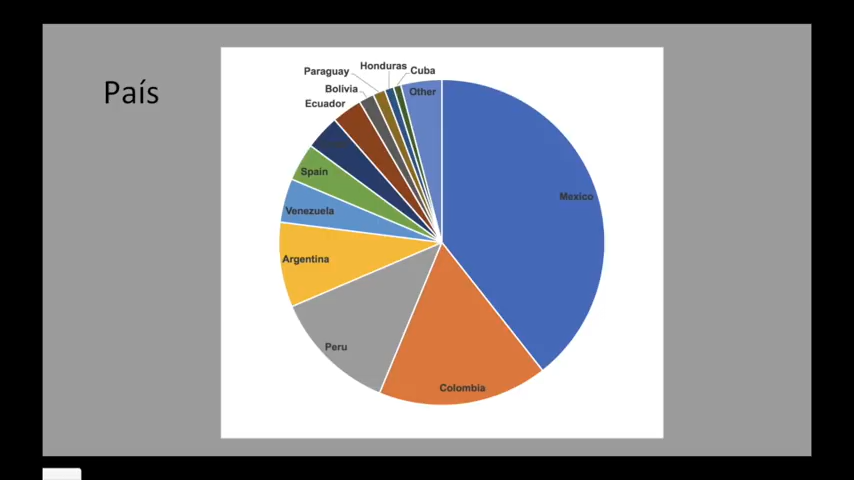 País
Honduras
Paraguay
Cuba
Bolivia
Other
Ecuador
Spain
Mexico
Venezuela
Argentina
Peru
Colombia